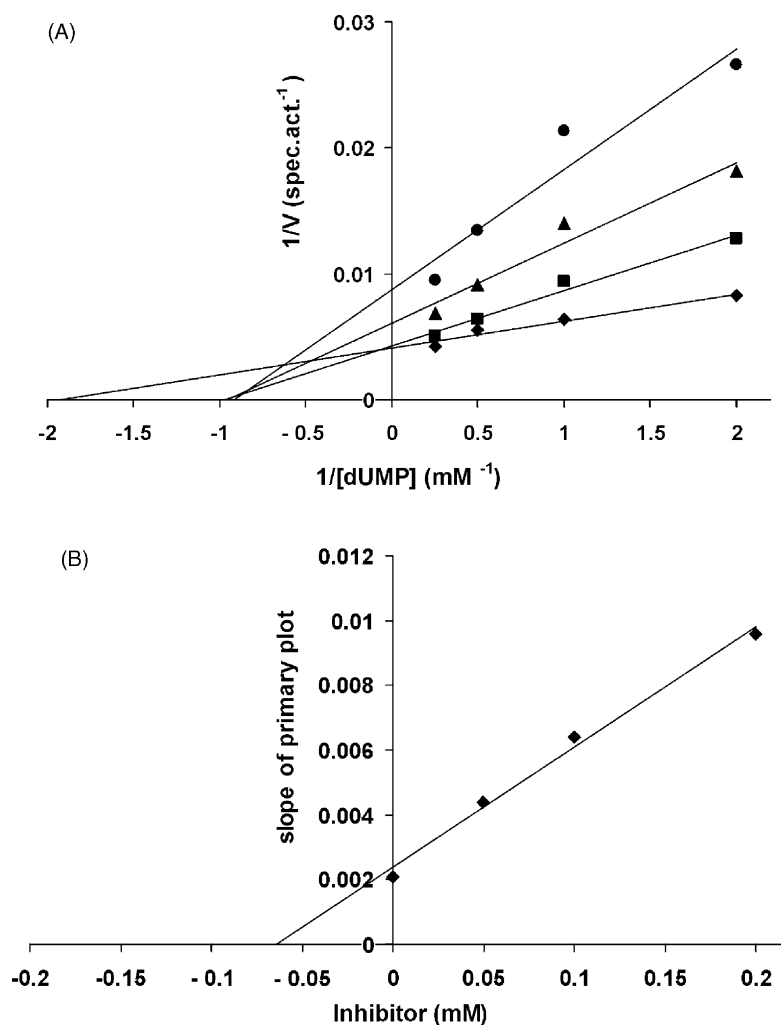 (A)
0.03
0.02
0.01
0
1/V (spec.act.-1)
-2 -1.5 -1 - 0.5 0 0.5 1 1.5 2
1/[dUMP] (mM -1)
(B)
0.012
0.01
0.008
0.006
0.004
0.002
0
slope of primary plot
-0.2 -0.15 - 0.1 - 0.05 0 0.05 0.1 0.15 0.2
Inhibitor (mM)